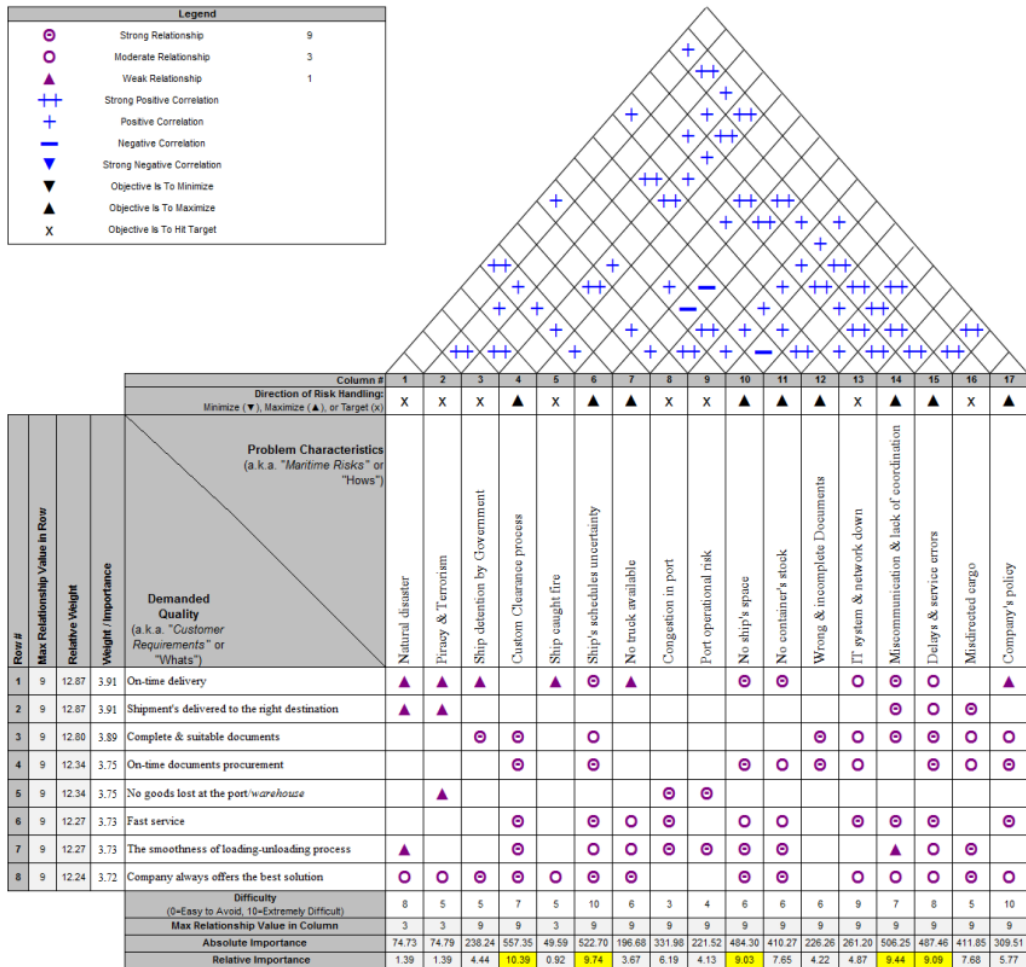 Legend
Strong Relationship 9
Moderate Relationship 3
Weak Relationship 1
Strong Positive Correlation
Positive Correlation
Negative Correlation
Strong Negative Correlation
Objective Is To Minimize
Objective Is To Maximize
X Objective Is To Hit Target
Column # 1 2 3 4 5 6 7 8 9 10 11 12 13 14 15 16 17
Direction of Risk Handling:
Minimize (▼), Maximize (▲), or Target (x)
X X X ▲ X ▲ ▲ X X ▲ ▲ ▲ X ▲ ▲ X ▲
Problem Characteristics
(a.k.a. "Maritime Risks" or
"Hows")
Demanded
Quality
(a.k.a. "Customer
Requirements" or
"Whats")
Row #
Max Relationship Value in Row
Relative Weight
Weight / Importance
Natural disaster
Piracy & Terrorism
Ship detention by Government
Custom Clearance process
Ship caught fire
Ship's schedules uncertainty
No truck available
Congestion in port
Port operational risk
No ship's space
No container's stock
Wrong & incomplete Documents
IT system & network down
Miscommunication & lack of coordination
Delays & service errors
Misdirected cargo
Company's policy
1 9 12.87 3.91 On-time delivery
2 9 12.87 3.91 Shipment's delivered to the right destination
3 9 12.80 3.89 Complete & suitable documents
4 9 12.34 3.75 On-time documents procurement
5 9 12.34 3.75 No goods lost at the port/warehouse
6 9 12.27 3.73 Fast service
7 9 12.27 3.73 The smoothness of loading-unloading process
8 9 12.24 3.72 Company always offers the best solution
Difficulty
(0=Easy to Avoid, 10=Extremely Difficult)
8 5 5 7 5 10 6 3 4 6 6 6 9 7 8 5 10
Max Relationship Value in Column 3 3 9 9 3 9 9 9 9 9 9 9 9 9 9 9 9
Absolute Importance 74.73 74.79 238.24 557.35 49.59 522.70 196.68 331.98 221.52 484.30 410.27 226.26 261.20 506.25 487.46 411.85 309.51
Relative Importance 1.39 1.39 4.44 10.39 0.92 9.74 3.67 6.19 4.13 9.03 7.65 4.22 4.87 9.44 9.09 7.68 5.77